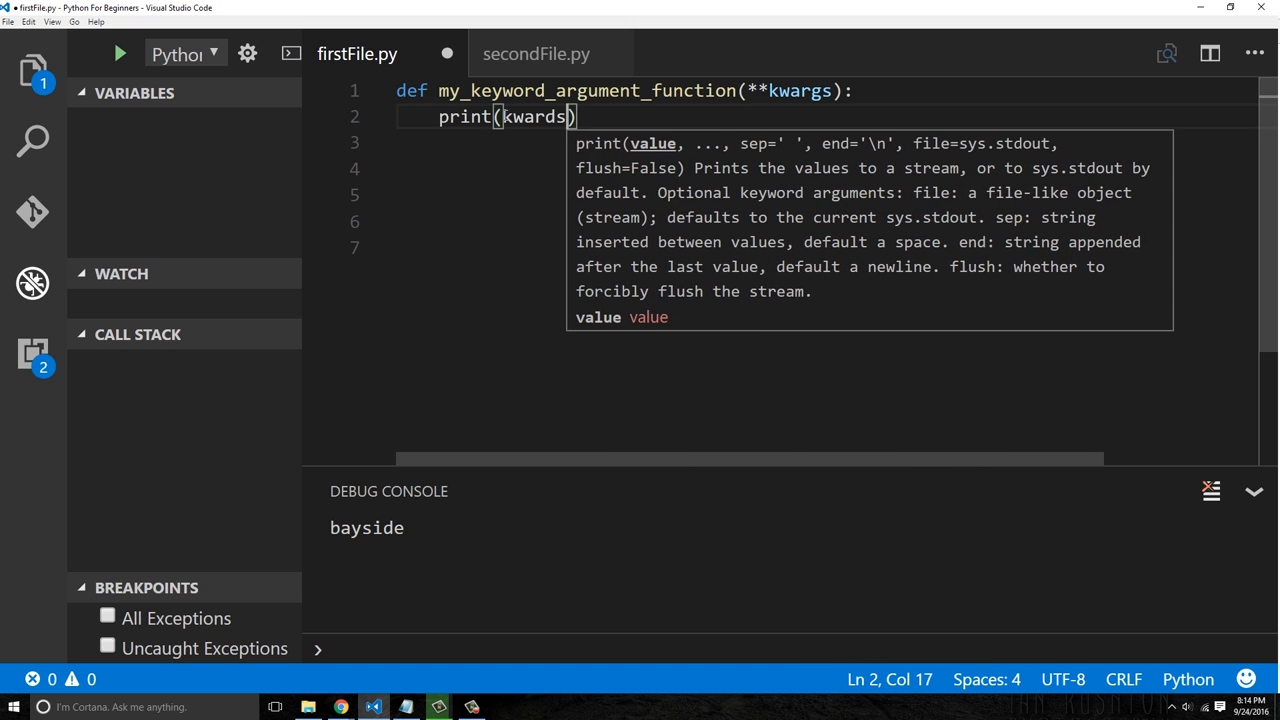 • firstFile.py - Python For Beginners - Visual Studio Code
File Edit View Go Help
Python
firstFile.py
secondFile.py
1
VARIABLES
WATCH
CALL STACK
2
BREAKPOINTS
All Exceptions
Uncaught Exceptions
1 def my_keyword_argument_function(**kwargs):
2 print(kwards)
3
4
5
6
7
print(value, ..., sep=' ', end='\n', file=sys.stdout,
flush=False) Prints the values to a stream, or to sys.stdout by
default. Optional keyword arguments: file: a file-like object
(stream); defaults to the current sys.stdout. sep: string
inserted between values, default a space. end: string appended
after the last value, default a newline. flush: whether to
forcibly flush the stream.
value value
DEBUG CONSOLE
bayside
0 0
Ln 2, Col 17 Spaces: 4 UTF-8 CRLF Python
I'm Cortana. Ask me anything.
8:14 PM
9/24/2016